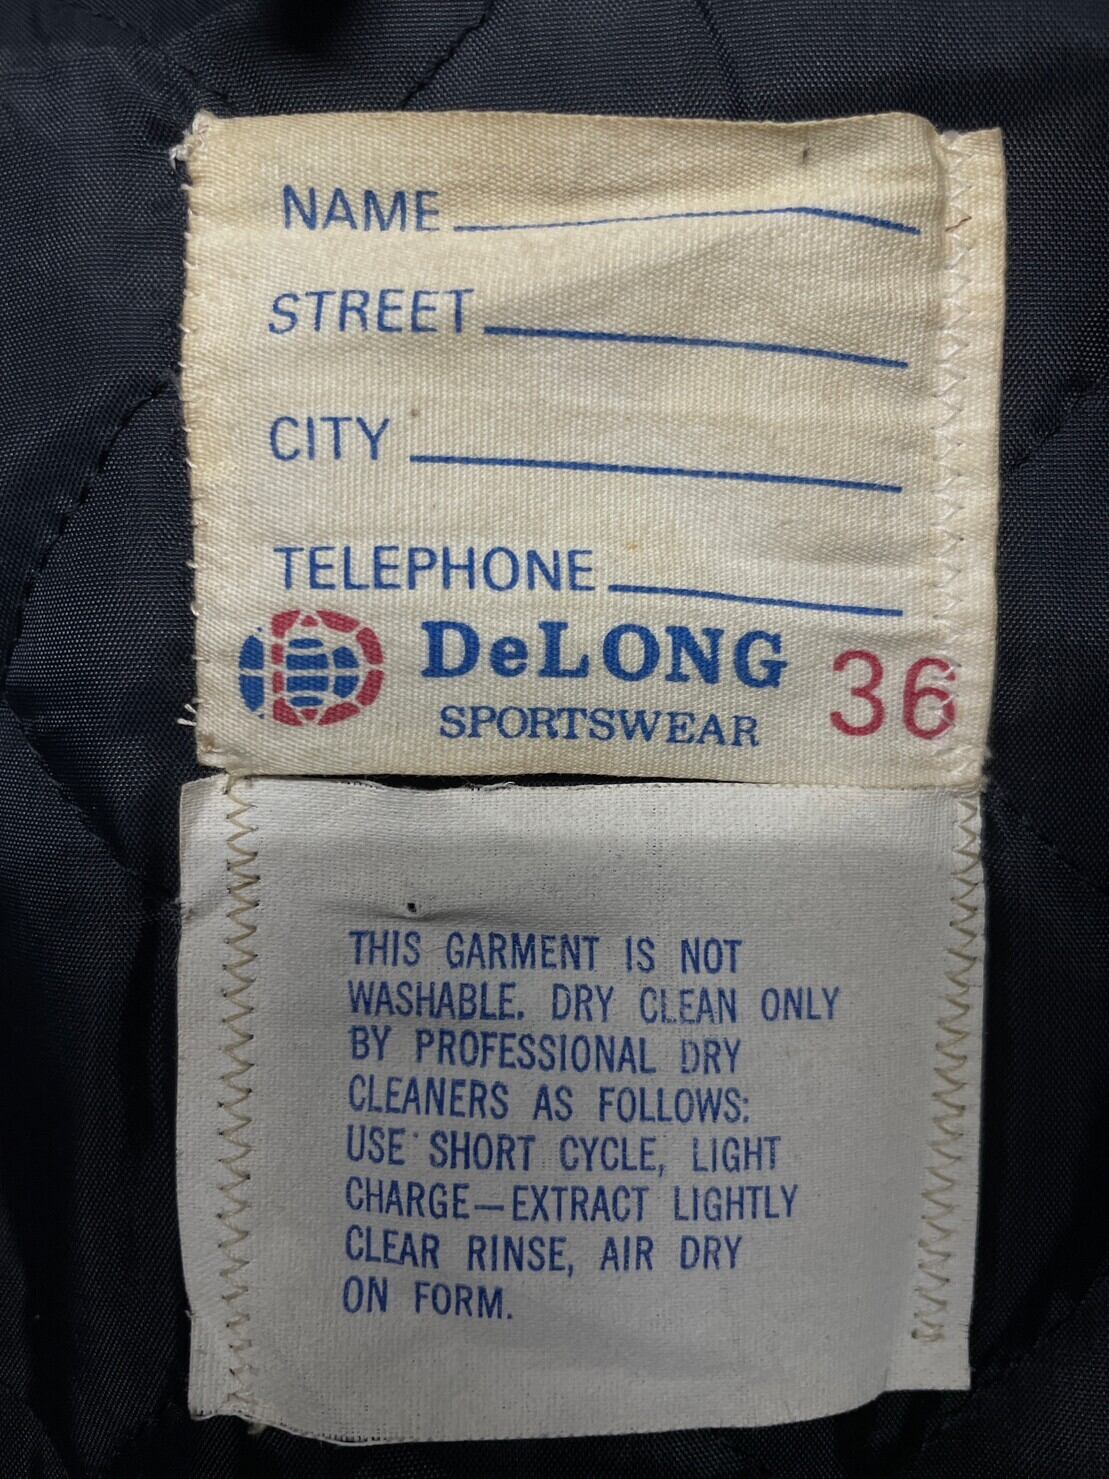 NAME
STREET
CITY
TELEPHONE
DeLONG 36
SPORTSWEAR
THIS GARMENT IS NOT
WASHABLE. DRY CLEAN ONLY
BY PROFESSIONAL DRY
CLEANERS AS FOLLOWS:
USE SHORT CYCLE, LIGHT
CHARGE—EXTRACT LIGHTLY
CLEAR RINSE, AIR DRY
ON FORM.